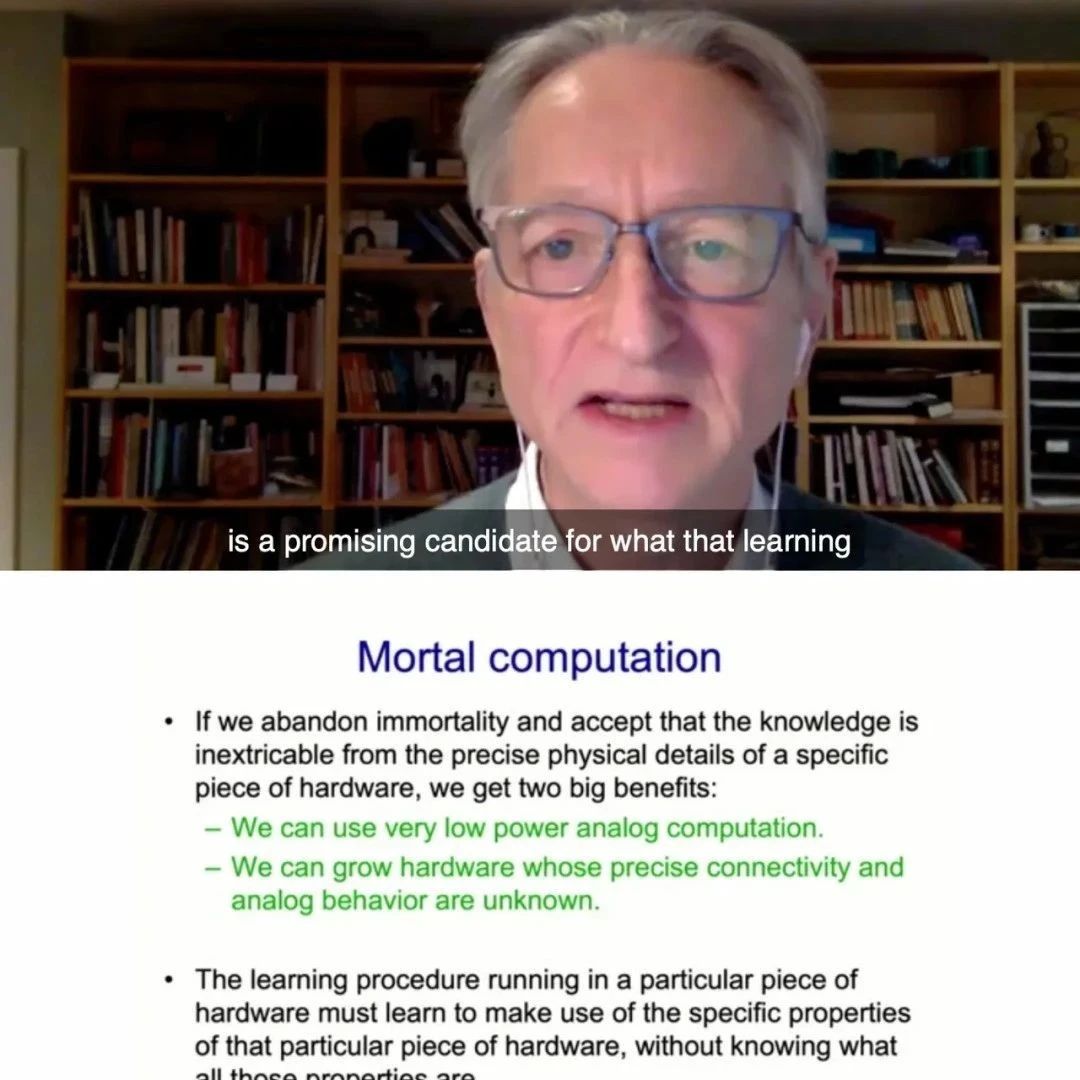 is a promising candidate for what that learning
Mortal computation
• If we abandon immortality and accept that the knowledge is
inextricable from the precise physical details of a specific
piece of hardware, we get two big benefits:
– We can use very low power analog computation.
– We can grow hardware whose precise connectivity and
analog behavior are unknown.
• The learning procedure running in a particular piece of
hardware must learn to make use of the specific properties
of that particular piece of hardware, without knowing what
all those properties are